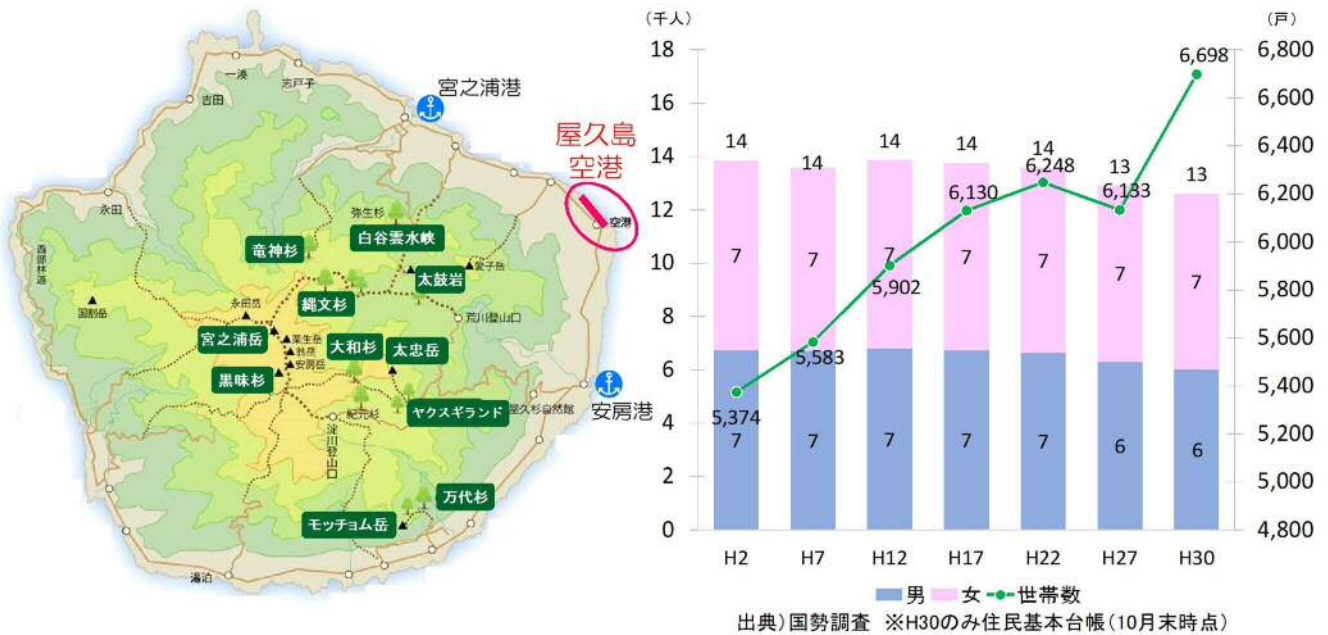 一湊
志戸子
吉田
宮之浦港
屋久島
空港
永田
空港
弥生杉
白谷雲水峡
竜神杉
愛子岳
太鼓岩
西部林道
縄文杉
国割岳
永田岳
荒川登山口
宮之浦岳
栗生岳
翁岳
安房岳
大和杉
太忠岳
黒味杉
安房港
屋久杉自然館
ヤクスギランド
紀元杉
淀川登山口
万代杉
モッチョム岳
湯泊
(千人)
(戸)
18
16
14
12
10
8
6
4
2
0
6,800
6,600
6,400
6,200
6,000
5,800
5,600
5,400
5,200
5,000
4,800
14
14
14
14
14
13
13
5,374
5,583
5,902
6,130
6,248
6,133
6,698
7
7
7
7
7
7
7
7
7
7
7
7
6
6
H2
H7
H12
H17
H22
H27
H30
男 女 世帯数
出典)国勢調査 ※H30のみ住民基本台帳(10月末時点)